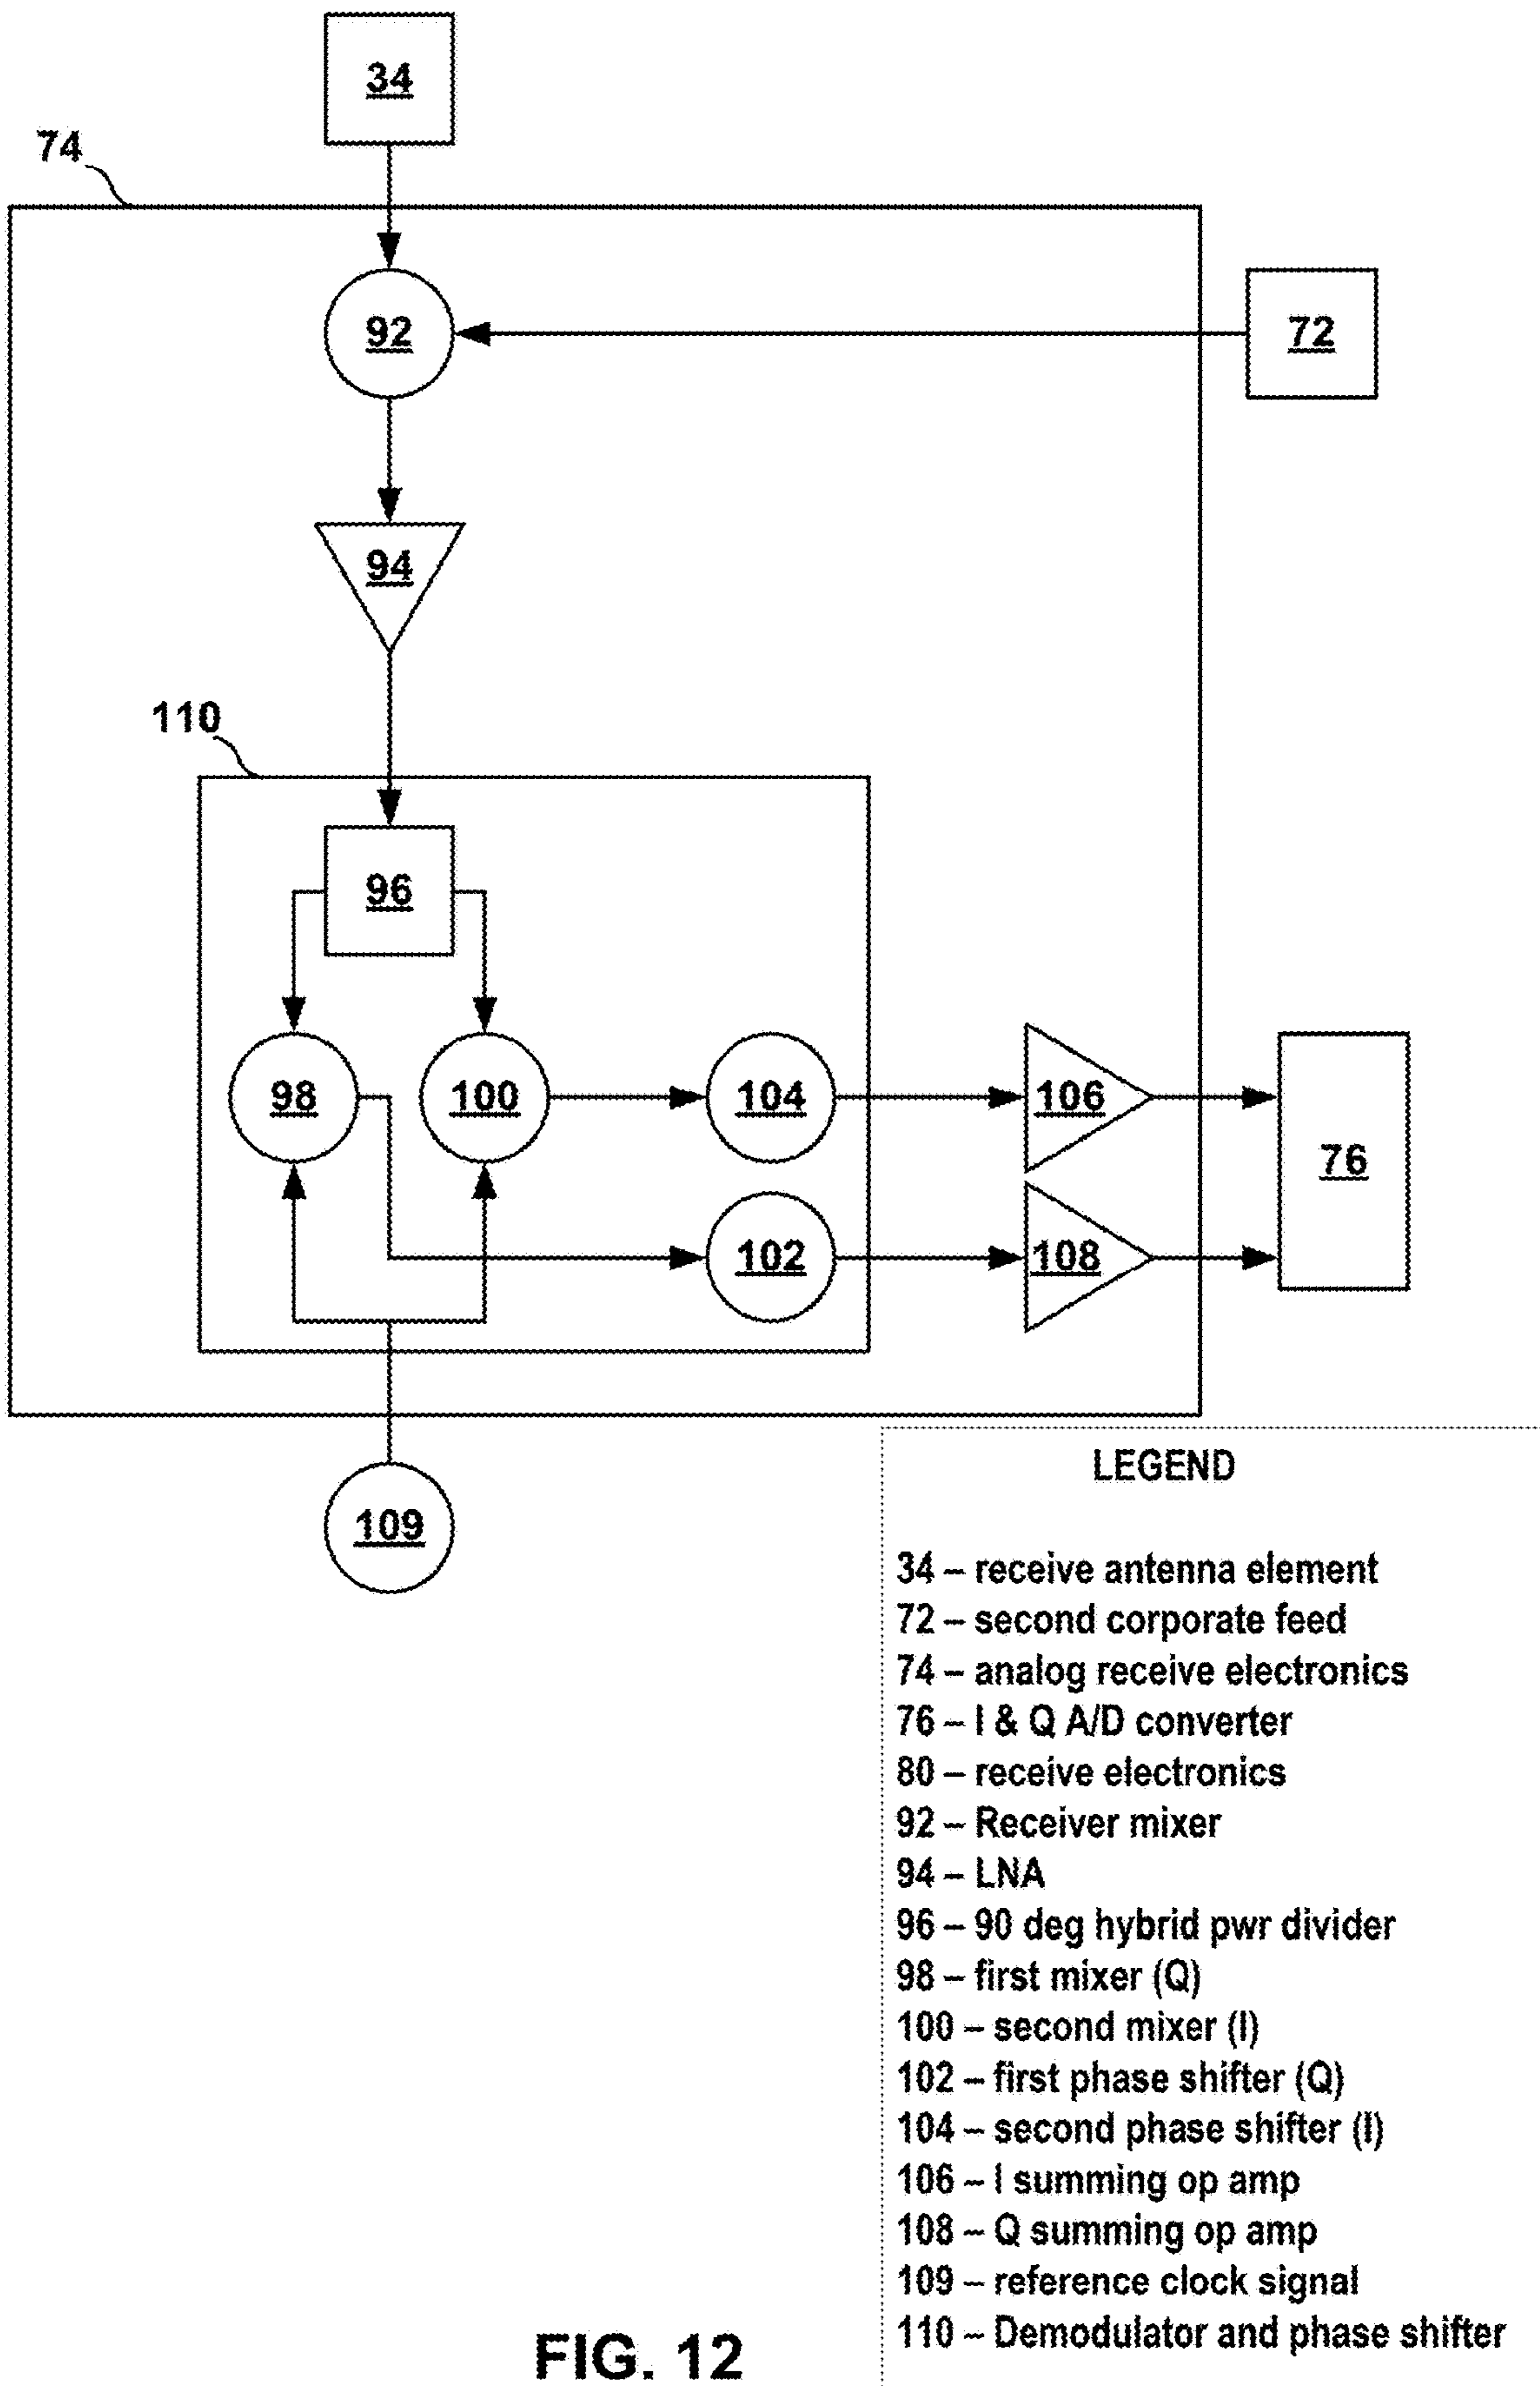 34
74
92
72
94
110
96
98
100
104
106
76
102
108
109
LEGEND
34 – receive antenna element
72 – second corporate feed
74 – analog receive electronics
76 – I & Q A/D converter
80 – receive electronics
92 – Receiver mixer
94 – LNA
96 – 90 deg hybrid pwr divider
98 – first mixer (Q)
100 – second mixer (I)
102 – first phase shifter (Q)
104 – second phase shifter (I)
106 – I summing op amp
108 – Q summing op amp
109 – reference clock signal
110 – Demodulator and phase shifter
FIG. 12